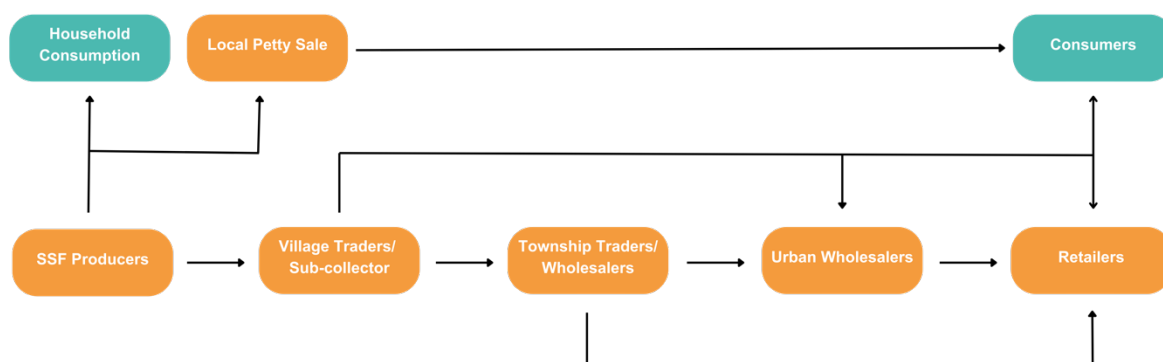 Household
Consumption
Local Petty Sale
Consumers
SSF Producers
Village Traders/
Sub-collector
Township Traders/
Wholesalers
Urban Wholesalers
Retailers